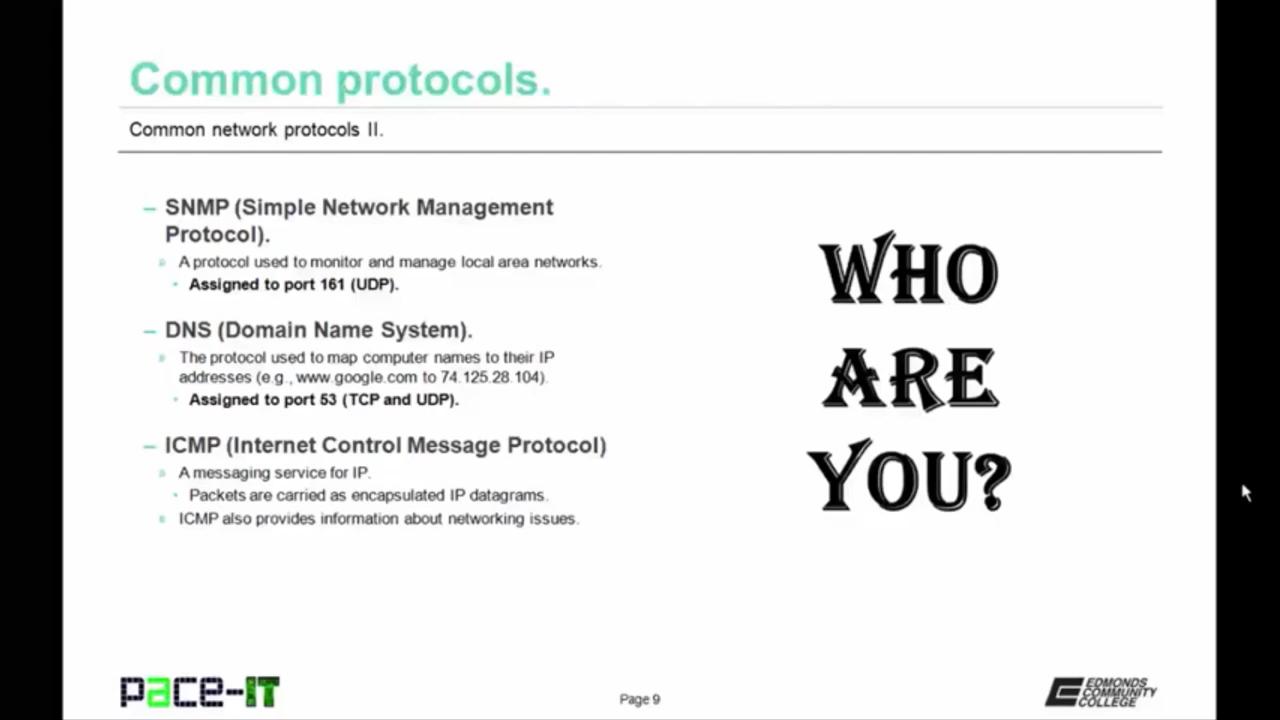 Common protocols.
Common network protocols II.
– SNMP (Simple Network Management
Protocol).
» A protocol used to monitor and manage local area networks.
• Assigned to port 161 (UDP).
– DNS (Domain Name System).
» The protocol used to map computer names to their IP
addresses (e.g., www.google.com to 74.125.28.104).
• Assigned to port 53 (TCP and UDP).
– ICMP (Internet Control Message Protocol)
» A messaging service for IP.
• Packets are carried as encapsulated IP datagrams.
» ICMP also provides information about networking issues.
WHO
ARE
YOU?
pace-IT
Page 9
EDMONDS
COMMUNITY
COLLEGE